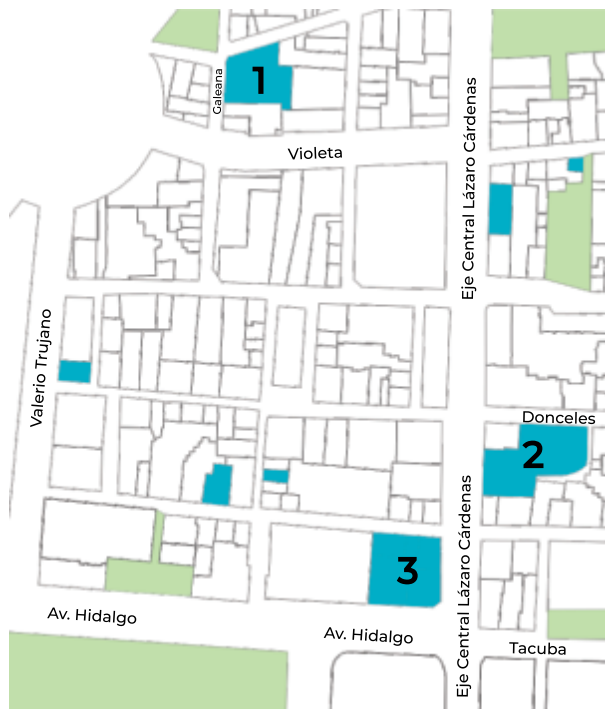 1
Galeana
Violeta
Eje Central Lázaro Cárdenas
Valerio Trujano
Donceles
2
Eje Central Lázaro Cárdenas
3
Av. Hidalgo
Av. Hidalgo
Tacuba